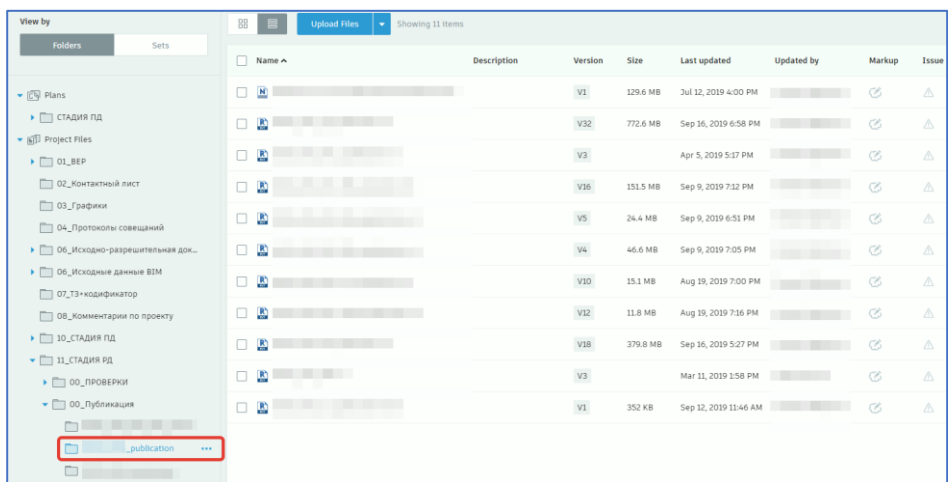 View by
Folders
Sets
Plans
СТАДИЯ ПД
Project Files
01_BEP
02_Контактный лист
03_Графики
04_Протоколы совещаний
06_Исходно-разрешительная док...
06_Исходные данные BIM
07_ТЗ+кодификатор
08_Комментарии по проекту
10_СТАДИЯ ПД
11_СТАДИЯ РД
00_ПРОВЕРКИ
00_Публикация
_publication •••
Upload Files
Showing 11 items
Name Description Version Size Last updated Updated by Markup Issue
V1 129.6 MB Jul 12, 2019 4:00 PM
V32 772.6 MB Sep 16, 2019 6:58 PM
V3 Apr 5, 2019 5:17 PM
V16 151.5 MB Sep 9, 2019 7:12 PM
V5 24.4 MB Sep 9, 2019 6:51 PM
V4 46.6 MB Sep 9, 2019 7:05 PM
V10 15.1 MB Aug 19, 2019 7:00 PM
V12 11.8 MB Aug 19, 2019 7:16 PM
V18 379.8 MB Sep 16, 2019 5:27 PM
V3 Mar 11, 2019 1:58 PM
V1 352 KB Sep 12, 2019 11:46 AM